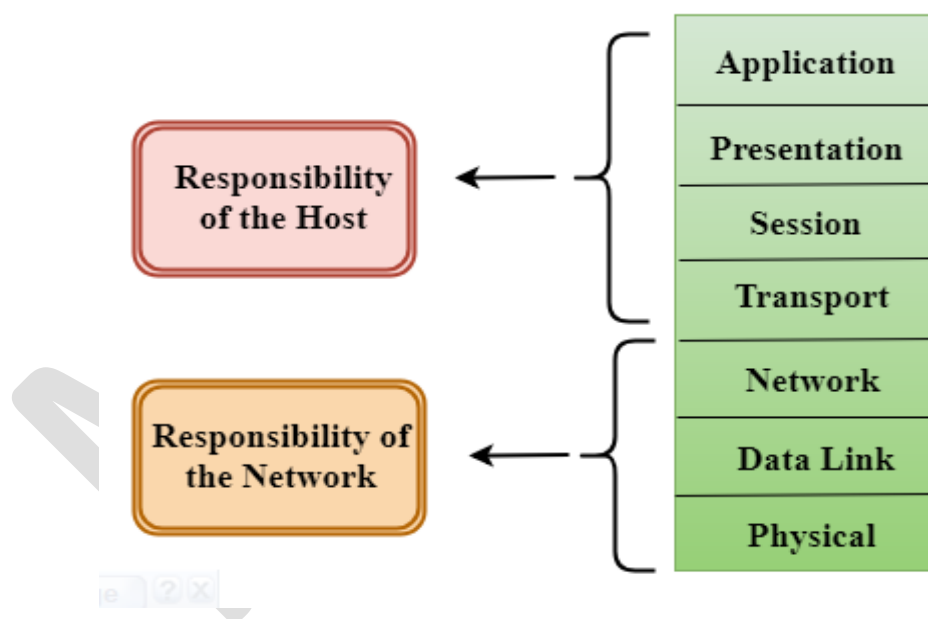 Responsibility
of the Host
Responsibility of
the Network
Application
Presentation
Session
Transport
Network
Data Link
Physical